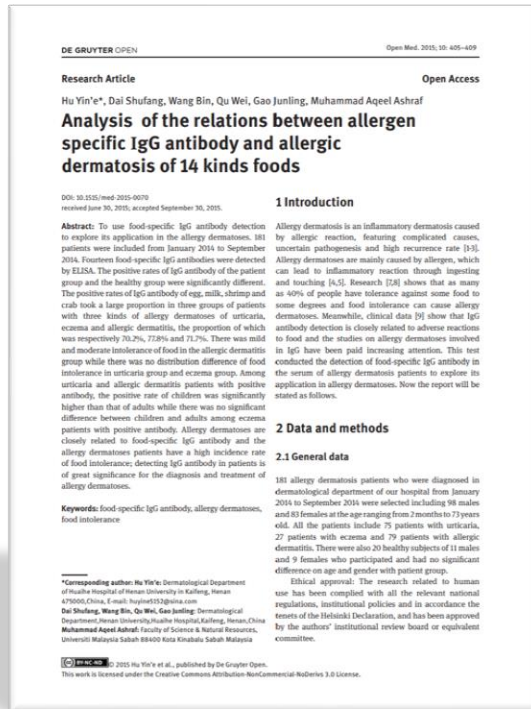 DE GRUYTER OPEN
Open Med. 2015; 10: 405–409
Research Article
Open Access
Hu Yin'e*, Dai Shufang, Wang Bin, Qu Wei, Gao Junling, Muhammad Aqeel Ashraf
Analysis of the relations between allergen
specific IgG antibody and allergic
dermatosis of 14 kinds foods
DOI: 10.1515/med-2015-0070
received June 30, 2015; accepted September 30, 2015.
Abstract: To use food-specific IgG antibody detection
to explore its application in the allergy dermatoses. 181
patients were included from January 2014 to September
2014. Fourteen food-specific IgG antibodies were detected
by ELISA. The positive rates of IgG antibody of the patient
group and the healthy group were significantly different.
The positive rates of IgG antibody of egg, milk, shrimp and
crab took a large proportion in three groups of patients
with three kinds of allergy dermatoses of urticaria,
eczema and allergic dermatitis, the proportion of which
was respectively 70.2%, 77.8% and 71.7%. There was mild
and moderate intolerance of food in the allergic dermatitis
group while there was no distribution difference of food
intolerance in urticaria group and eczema group. Among
urticaria and allergic dermatitis patients with positive
antibody, the positive rate of children was significantly
higher than that of adults while there was no significant
difference between children and adults among eczema
patients with positive antibody. Allergy dermatoses are
closely related to food-specific IgG antibody and the
allergy dermatoses patients have a high incidence rate
of food intolerance; detecting IgG antibody in patients is
of great significance for the diagnosis and treatment of
allergy dermatoses.
Keywords: food-specific IgG antibody, allergy dermatoses,
food intolerance
*Corresponding author: Hu Yin'e: Dermatological Department
of Huaihe Hospital of Henan University in Kaifeng, Henan
475000,China, E-mail: huyine5152@sina.com
Dai Shufang, Wang Bin, Qu Wei, Gao Junling: Dermatological
Department,Henan University,Huaihe Hospital,Kaifeng, Henan,China
Muhammad Aqeel Ashraf: Faculty of Science & Natural Resources,
Universiti Malaysia Sabah 88400 Kota Kinabalu Sabah Malaysia
1 Introduction
Allergy dermatosis is an inflammatory dermatosis caused
by allergic reaction, featuring complicated causes,
uncertain pathogenesis and high recurrence rate [1-3].
Allergy dermatoses are mainly caused by allergen, which
can lead to inflammatory reaction through ingesting
and touching [4,5]. Research [7,8] shows that as many
as 40% of people have tolerance against some food to
some degrees and food intolerance can cause allergy
dermatoses. Meanwhile, clinical data [9] show that IgG
antibody detection is closely related to adverse reactions
to food and the studies on allergy dermatoses involved
in IgG have been paid increasing attention. This test
conducted the detection of food-specific IgG antibody in
the serum of allergy dermatosis patients to explore its
application in allergy dermatoses. Now the report will be
stated as follows.
2 Data and methods
2.1 General data
181 allergy dermatosis patients who were diagnosed in
dermatological department of our hospital from January
2014 to September 2014 were selected including 98 males
and 83 females at the age ranging from 2 months to 73 years
old. All the patients include 75 patients with urticaria,
27 patients with eczema and 79 patients with allergic
dermatitis. There were also 20 healthy subjects of 11 males
and 9 females who participated and had no significant
difference on age and gender with patient group.
Ethical approval: The research related to human
use has been complied with all the relevant national
regulations, institutional policies and in accordance the
tenets of the Helsinki Declaration, and has been approved
by the authors' institutional review board or equivalent
committee.
CC BY-NC-ND © 2015 Hu Yin'e et al., published by De Gruyter Open.
This work is licensed under the Creative Commons Attribution-NonCommercial-NoDerivs 3.0 License.